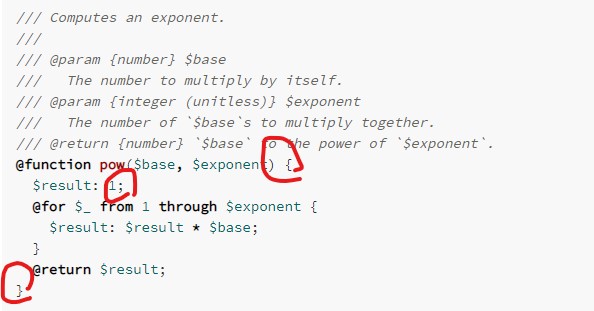 /// Computes an exponent.
///
/// @param {number} $base
///   The number to multiply by itself.
/// @param {integer (unitless)} $exponent
///   The number of `$base`s to multiply together.
/// @return {number} `$base` to the power of `$exponent`.
@function pow($base, $exponent) {
  $result: 1;
  @for $_ from 1 through $exponent {
    $result: $result * $base;
  }
  @return $result;
}